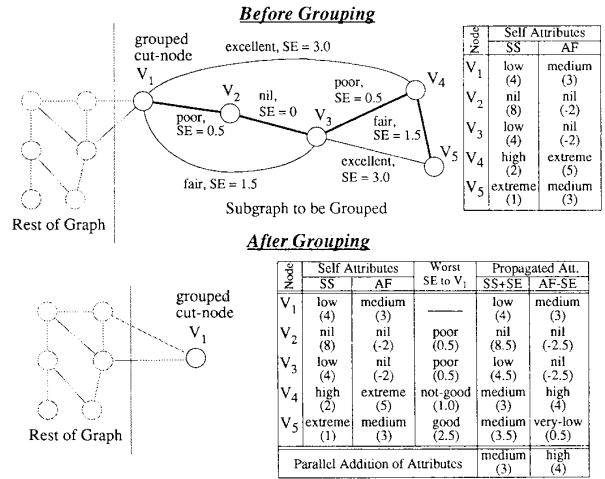 Before Grouping
grouped
cut-node
V1
excellent, SE = 3.0
V2
nil,
SE = 0
poor,
SE = 0.5
V3
poor,
SE = 0.5
V4
fair,
SE = 1.5
V5
excellent,
SE = 3.0
fair, SE = 1.5
Rest of Graph
Subgraph to be Grouped
Node Self Attributes
SS AF
V1 low medium
(4) (3)
V2 nil nil
(8) (-2)
V3 low nil
(4) (-2)
V4 high extreme
(2) (5)
V5 extreme medium
(1) (3)
After Grouping
grouped
cut-node
V1
Rest of Graph
Node Self Attributes Worst Propagated Att.
SS AF SE to V1 SS+SE AF-SE
V1 low medium —— low medium
(4) (3) (4) (3)
V2 nil nil poor nil nil
(8) (-2) (0.5) (8.5) (-2.5)
V3 low nil poor low nil
(4) (-2) (0.5) (4.5) (-2.5)
V4 high extreme not-good medium high
(2) (5) (1.0) (3) (4)
V5 extreme medium good medium very-low
(1) (3) (2.5) (3.5) (0.5)
Parallel Addition of Attributes medium high
(3) (4)